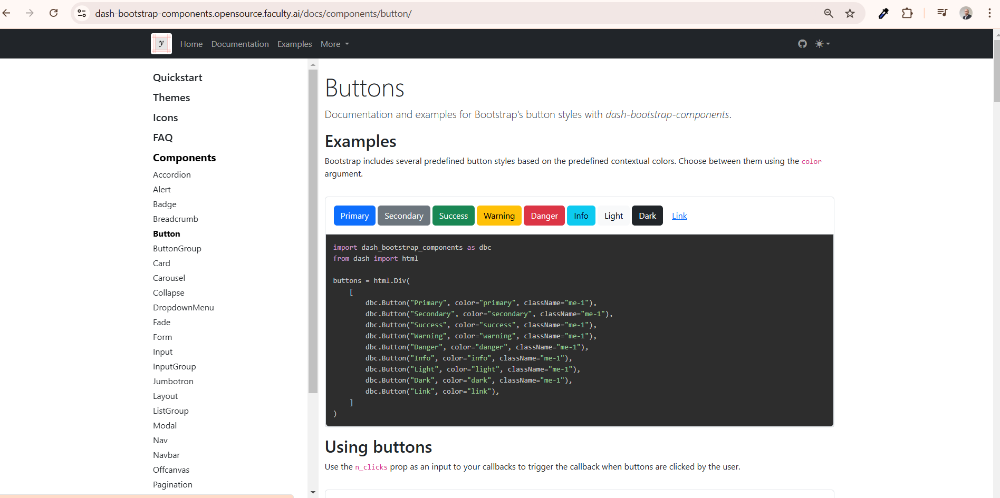 dash-bootstrap-components.opensource.faculty.ai/docs/components/button/
y Home Documentation Examples More
Quickstart
Themes
Icons
FAQ
Components
Accordion
Alert
Badge
Breadcrumb
Button
ButtonGroup
Card
Carousel
Collapse
DropdownMenu
Fade
Form
Input
InputGroup
Jumbotron
Layout
ListGroup
Modal
Nav
Navbar
Offcanvas
Pagination
Buttons
Documentation and examples for Bootstrap's button styles with dash-bootstrap-components.
Examples
Bootstrap includes several predefined button styles based on the predefined contextual colors. Choose between them using the color
argument.
Primary Secondary Success Warning Danger Info Light Dark Link
import dash_bootstrap_components as dbc
from dash import html
buttons = html.Div(
    [
        dbc.Button("Primary", color="primary", className="me-1"),
        dbc.Button("Secondary", color="secondary", className="me-1"),
        dbc.Button("Success", color="success", className="me-1"),
        dbc.Button("Warning", color="warning", className="me-1"),
        dbc.Button("Danger", color="danger", className="me-1"),
        dbc.Button("Info", color="info", className="me-1"),
        dbc.Button("Light", color="light", className="me-1"),
        dbc.Button("Dark", color="dark", className="me-1"),
        dbc.Button("Link", color="link"),
    ]
)
Using buttons
Use the n_clicks prop as an input to your callbacks to trigger the callback when buttons are clicked by the user.